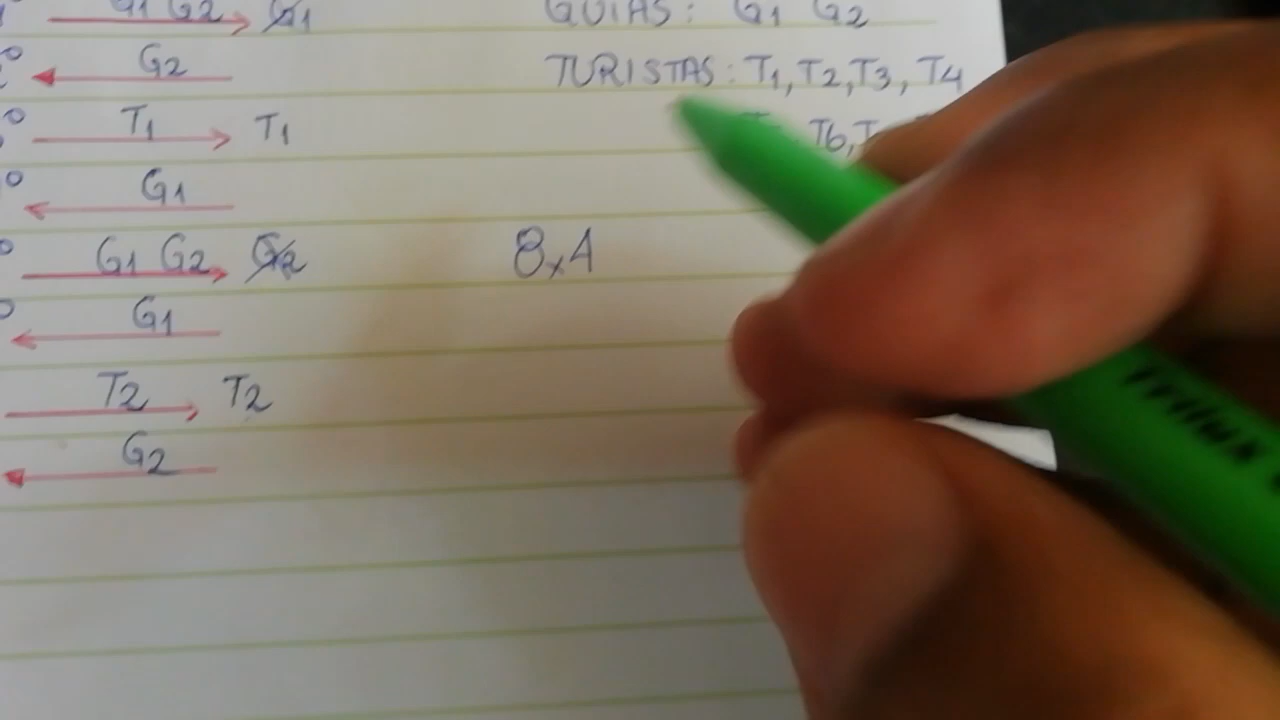 G1 G2 G1
G2
T1 T1
G1
G1 G2 G2
G1
T2 T2
G2
GUIAS: G1 G2
TURISTAS: T1, T2, T3, T4
T6,
8x4
Trilux